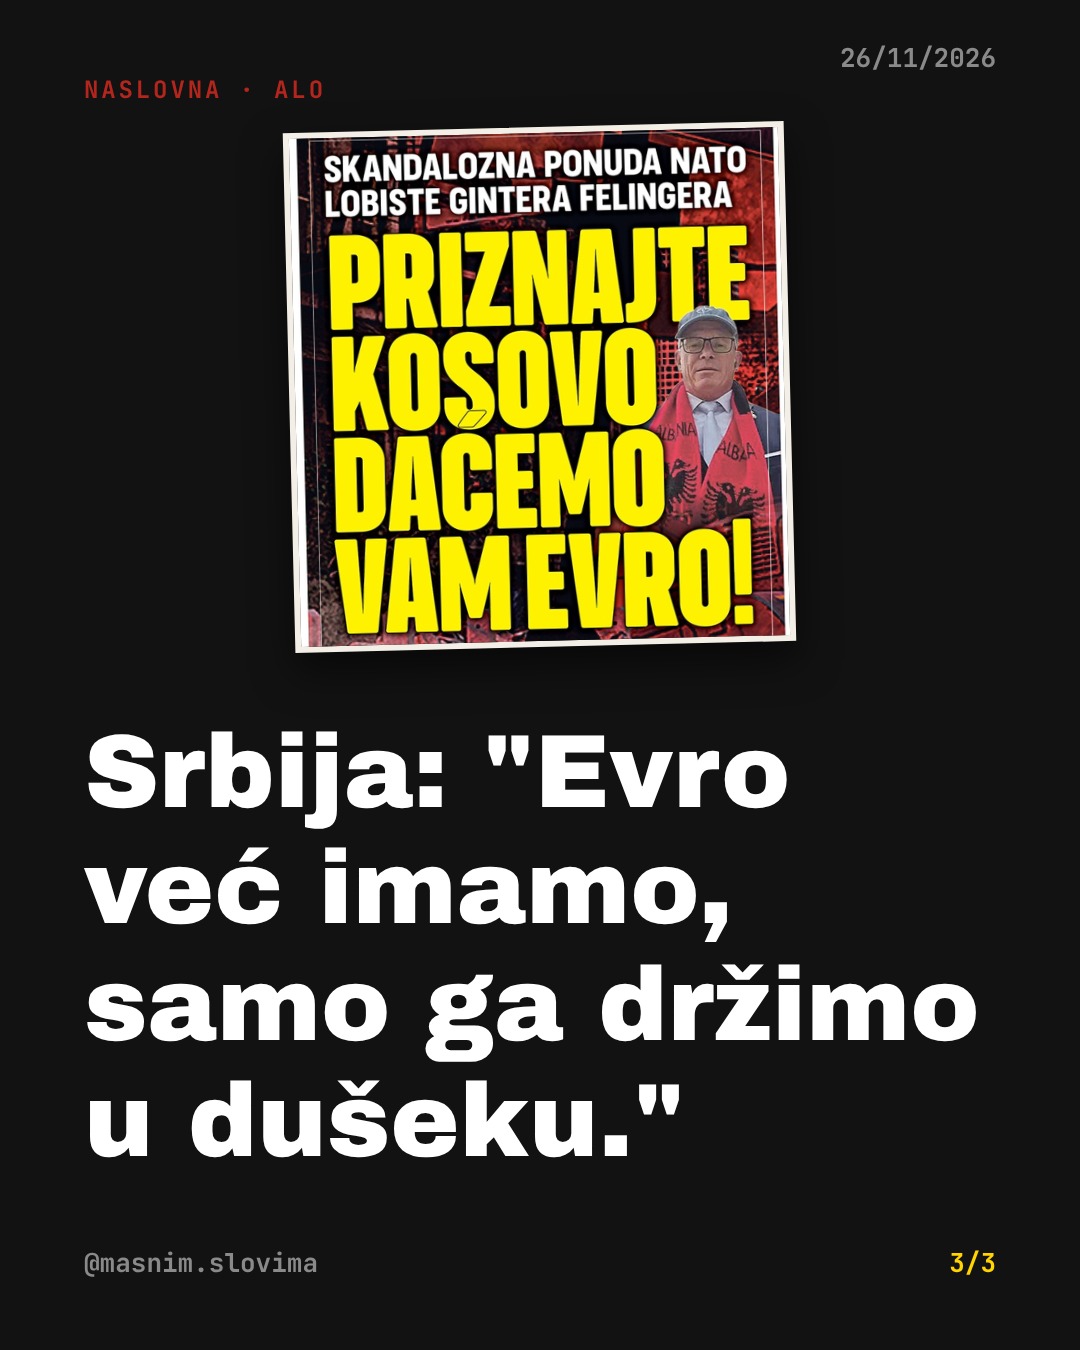 26/11/2026
NASLOVNA · ALO
SKANDALOZNA PONUDA NATO
LOBISTE GINTERA FELINGERA
PRIZNAJTE
KOSOVO
DAĆEMO
VAM EVRO!
Srbija: "Evro
već imamo,
samo ga držimo
u dušeku."
@masnim.slovima
3/3